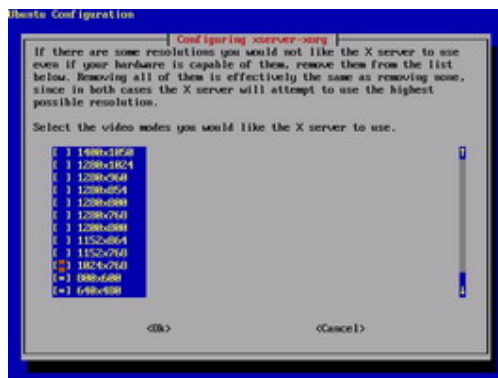 Ubuntu Configuration
Configuring xserver-xorg
If there are some resolutions you would not like the X server to use
even if your hardware is capable of them, remove them from the list
below. Removing all of them is effectively the same as removing none,
since in both cases the X server will attempt to use the highest
possible resolution.
Select the video modes you would like the X server to use.
[ ] 1400x1050
[ ] 1280x1024
[ ] 1280x960
[ ] 1280x854
[ ] 1280x800
[ ] 1280x768
[ ] 1200x800
[ ] 1152x864
[ ] 1152x768
[*] 1024x768
[*] 800x600
[*] 640x480
<Ok> <Cancel>